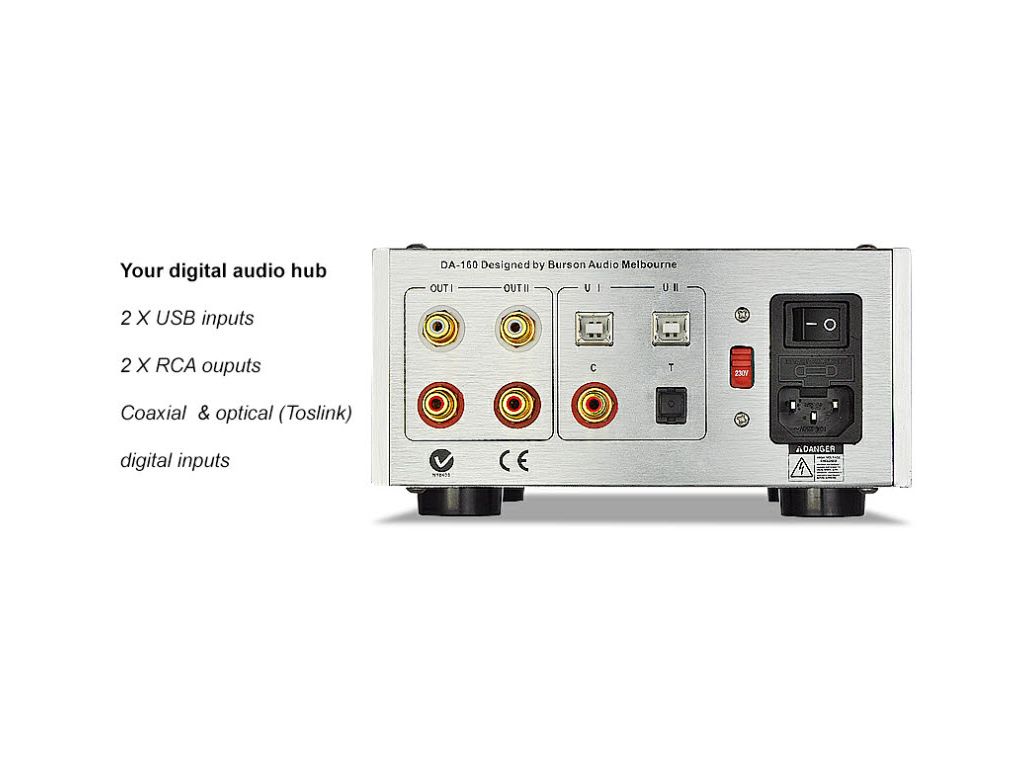 Your digital audio hub
2 X USB inputs
2 X RCA ouputs
Coaxial & optical (Toslink)
digital inputs
DA-160 Designed by Burson Audio Melbourne
OUT I
OUT II
U I
U II
C
T
230V
CE
DANGER